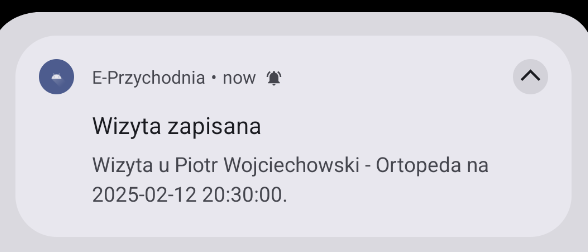 E-Przychodnia • now
Wizyta zapisana
Wizyta u Piotr Wojciechowski - Ortopeda na
2025-02-12 20:30:00.